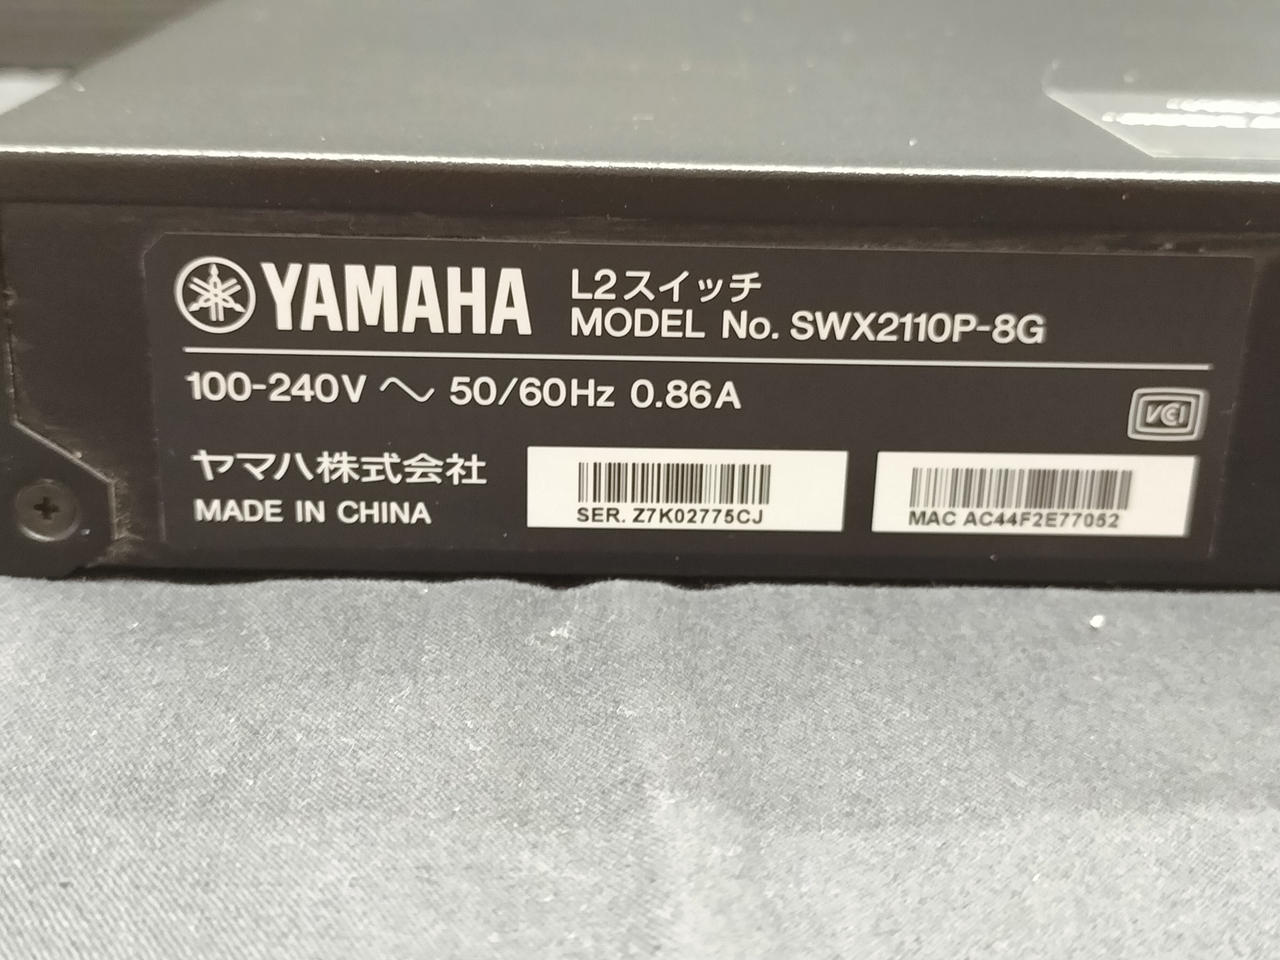 YAMAHA
L2スイッチ
MODEL No. SWX2110P-8G
100-240V ～ 50/60Hz 0.86A
VCCI
ヤマハ株式会社
MADE IN CHINA
SER. Z7K02775CJ
MAC AC44F2E77052